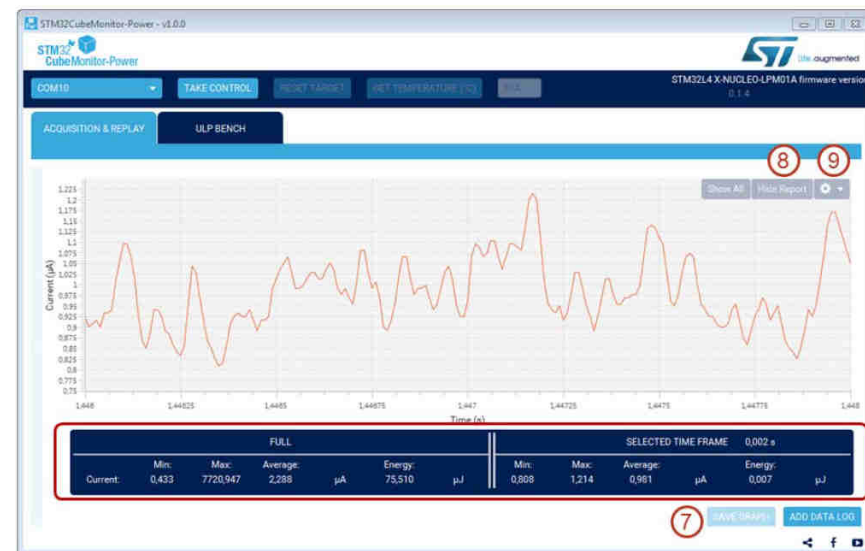 STM32CubeMonitor-Power - v1.0.0
STM32
CubeMonitor-Power
life.augmented
COM10
TAKE CONTROL
RESET TARGET
GET TEMPERATURE (°C)
N/A
STM32L4 X-NUCLEO-LPM01A firmware version
0.1.4
ACQUISITION & REPLAY
ULP BENCH
8
9
Show All
Hide Report
1,225
1,2
1,175
1,15
1,125
1,1
1,075
1,05
1,025
1
0,975
0,95
0,925
0,9
0,875
0,85
0,825
0,8
0,775
0,75
Current (µA)
1,446
1,44625
1,4465
1,44675
1,447
1,44725
1,4475
1,44775
1,448
Time (s)
FULL
SELECTED TIME FRAME 0,002 s
Min: Max: Average: Energy: Min: Max: Average: Energy:
Current: 0,433 7720,947 2,288 µA 75,510 µJ 0,808 1,214 0,981 µA 0,007 µJ
7
SAVE GRAPH
ADD DATA LOG